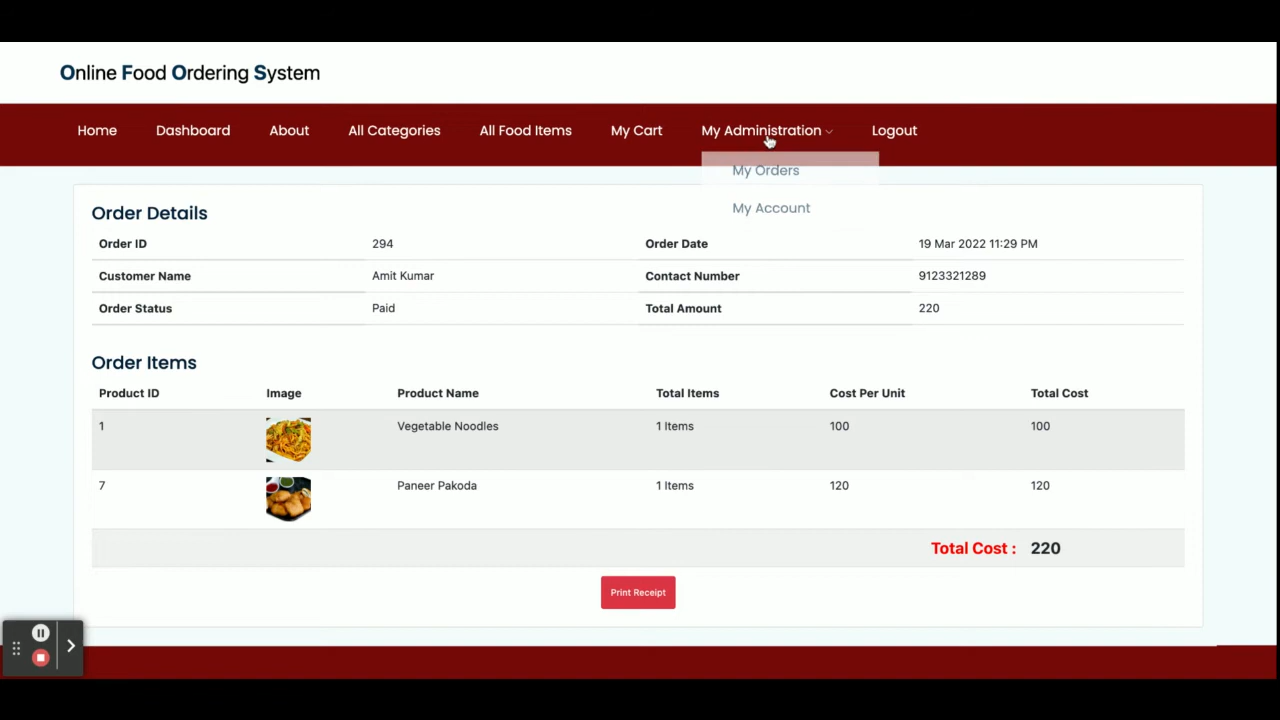 Online Food Ordering System
Home Dashboard About All Categories All Food Items My Cart My Administration Logout
My Orders
My Account
Order Details
Order ID 294 Order Date 19 Mar 2022 11:29 PM
Customer Name Amit Kumar Contact Number 9123321289
Order Status Paid Total Amount 220
Order Items
Product ID Image Product Name Total Items Cost Per Unit Total Cost
1 Vegetable Noodles 1 Items 100 100
7 Paneer Pakoda 1 Items 120 120
Total Cost : 220
Print Receipt